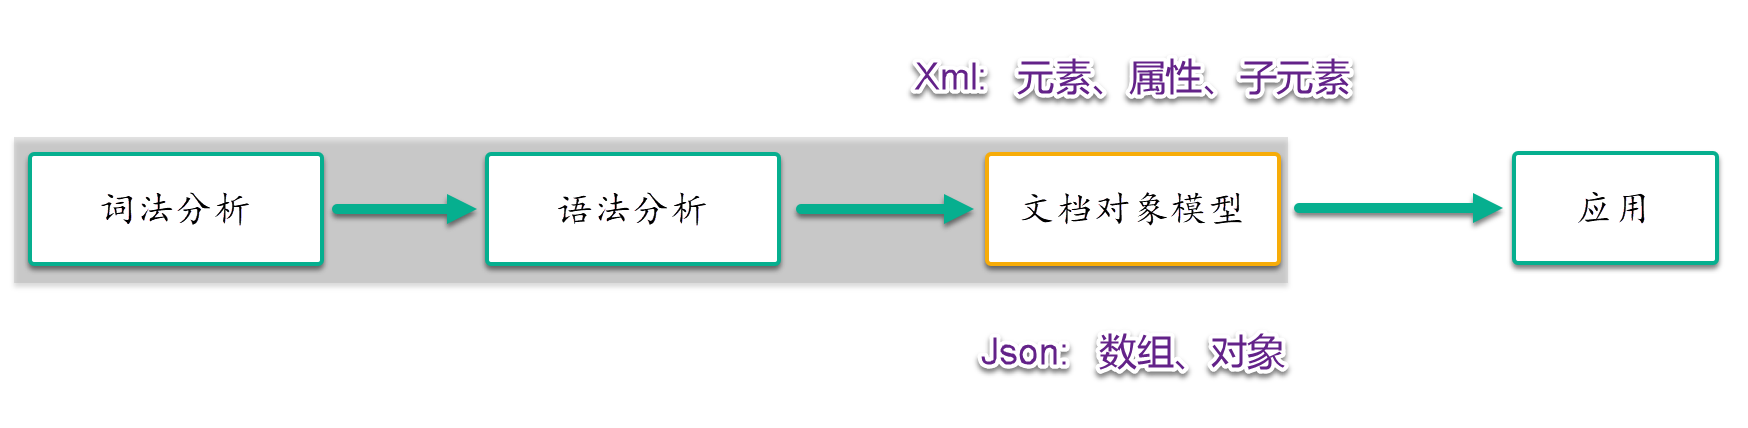 Xml: 元素、属性、子元素
词法分析
语法分析
文档对象模型
应用
Json: 数组、对象